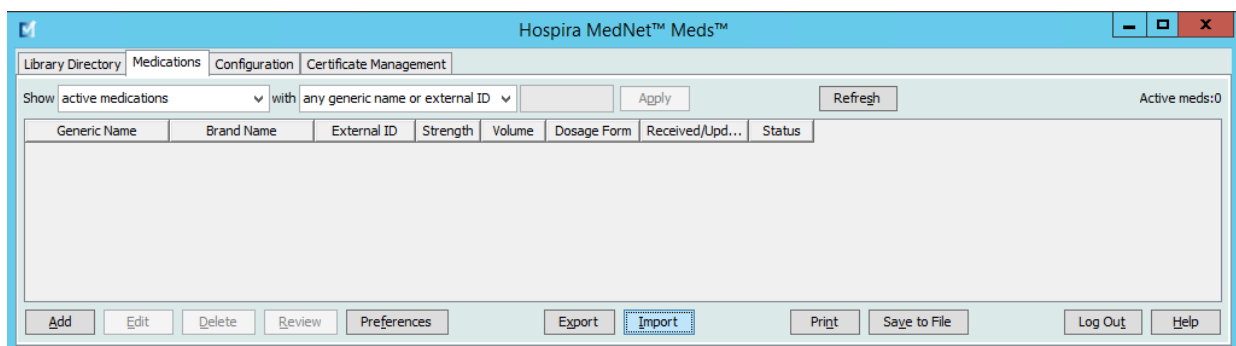 Hospira MedNet™ Meds™
Library Directory Medications Configuration Certificate Management
Show active medications with any generic name or external ID Apply Refresh Active meds:0
Generic Name Brand Name External ID Strength Volume Dosage Form Received/Upd... Status
Add Edit Delete Review Preferences Export Import Print Save to File Log Out Help